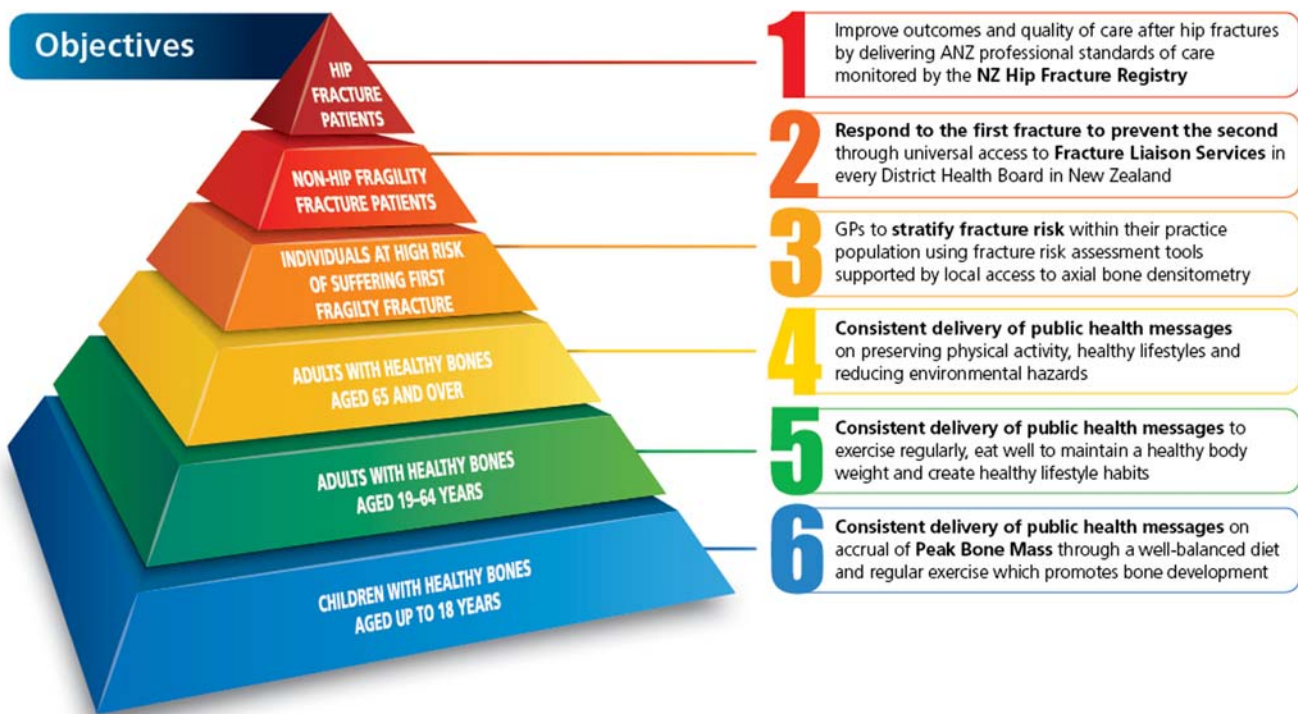 Objectives
HIP
FRACTURE
PATIENTS
NON-HIP FRAGILITY
FRACTURE PATIENTS
INDIVIDUALS AT HIGH RISK
OF SUFFERING FIRST
FRAGILTY FRACTURE
ADULTS WITH HEALTHY BONES
AGED 65 AND OVER
ADULTS WITH HEALTHY BONES
AGED 19–64 YEARS
CHILDREN WITH HEALTHY BONES
AGED UP TO 18 YEARS
1
Improve outcomes and quality of care after hip fractures
by delivering ANZ professional standards of care
monitored by the NZ Hip Fracture Registry
2
Respond to the first fracture to prevent the second
through universal access to Fracture Liaison Services in
every District Health Board in New Zealand
3
GPs to stratify fracture risk within their practice
population using fracture risk assessment tools
supported by local access to axial bone densitometry
4
Consistent delivery of public health messages
on preserving physical activity, healthy lifestyles and
reducing environmental hazards
5
Consistent delivery of public health messages to
exercise regularly, eat well to maintain a healthy body
weight and create healthy lifestyle habits
6
Consistent delivery of public health messages on
accrual of Peak Bone Mass through a well-balanced diet
and regular exercise which promotes bone development